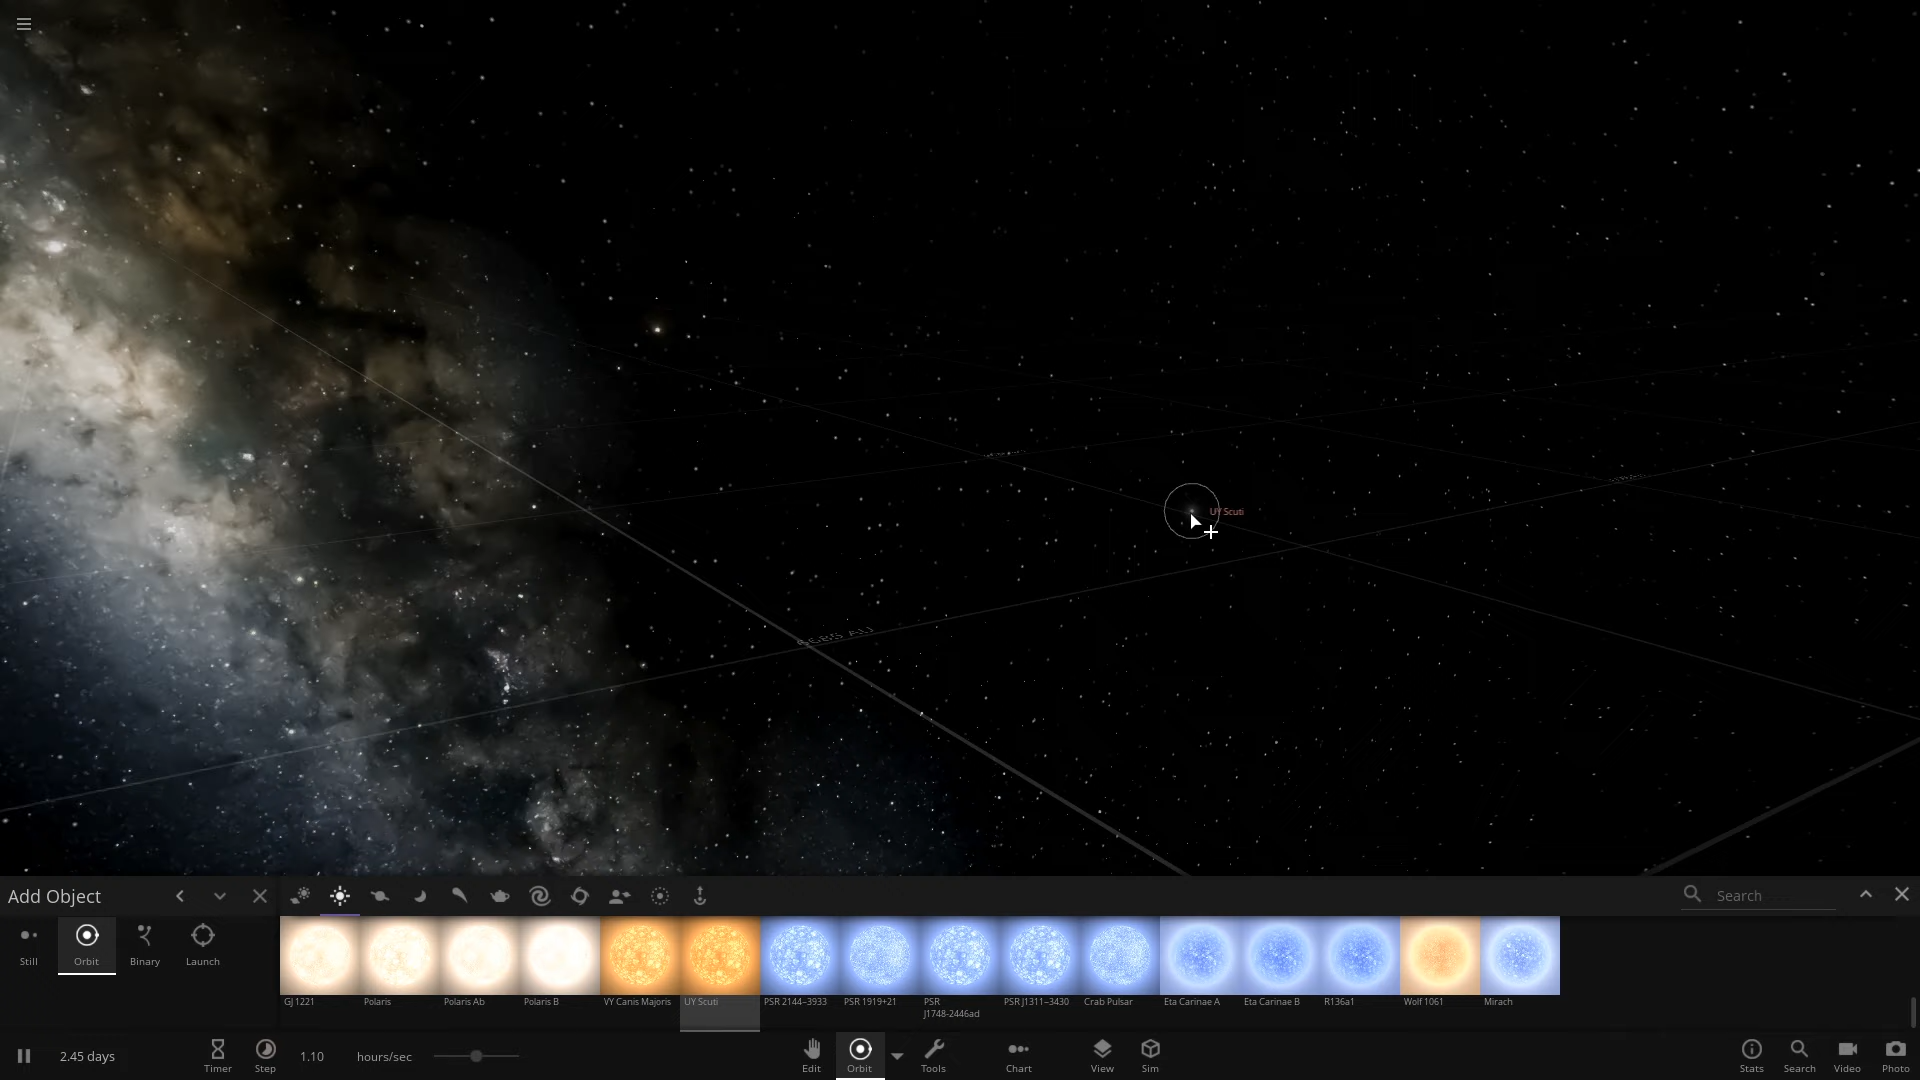 UY Scuti
Add Object
Search
Still
Orbit
Binary
Launch
GJ 1221
Polaris
Polaris Ab
Polaris B
VY Canis Majoris
UY Scuti
PSR 2144−3933
PSR 1919+21
PSR
J1748-2446ad
PSR J1311−3430
Crab Pulsar
Eta Carinae A
Eta Carinae B
R136a1
Wolf 1061
Mirach
2.45 days
Timer
Step
1.10
hours/sec
Edit
Orbit
Tools
Chart
View
Sim
Stats
Search
Video
Photo